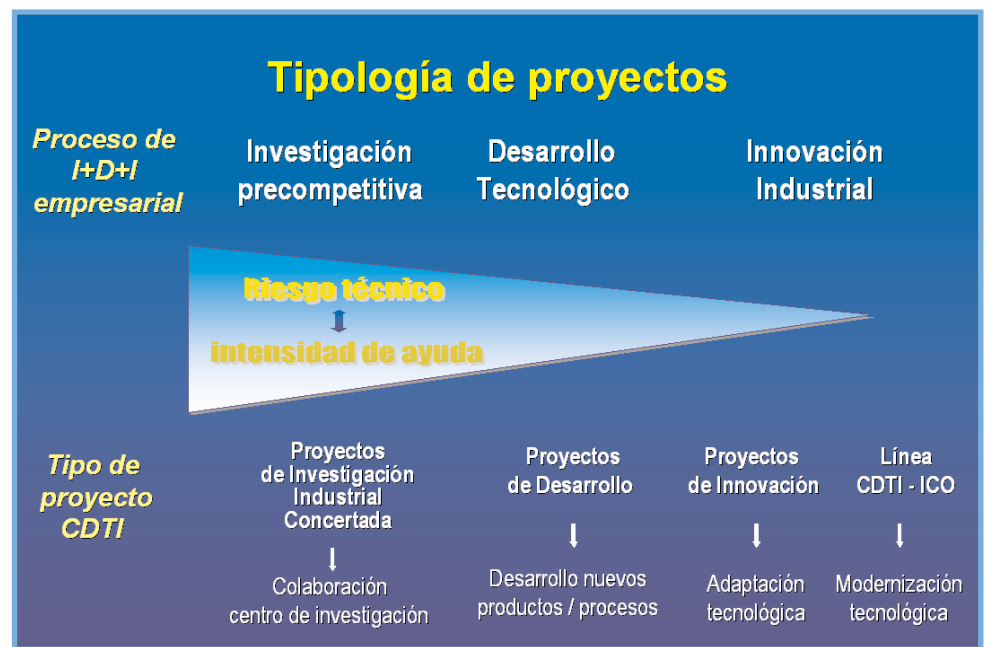 Tipología de proyectos
Proceso de
I+D+I
empresarial
Investigación
precompetitiva
Desarrollo
Tecnológico
Innovación
Industrial
Riesgo técnico
intensidad de ayuda
Tipo de
proyecto
CDTI
Proyectos
de Investigación
Industrial
Concertada
Colaboración
centro de investigación
Proyectos
de Desarrollo
Desarrollo nuevos
productos / procesos
Proyectos
de Innovación
Adaptación
tecnológica
Línea
CDTI - ICO
Modernización
tecnológica